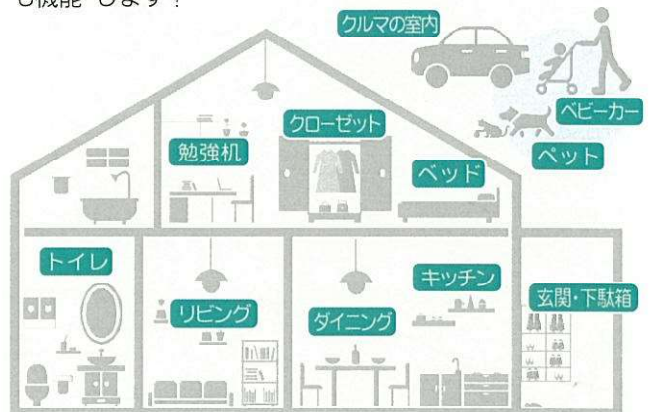 も機能 します！
クルマの室内
ベビーカー
ペット
クローゼット
勉強机
ベッド
トイレ
キッチン
リビング
ダイニング
玄関・下駄箱